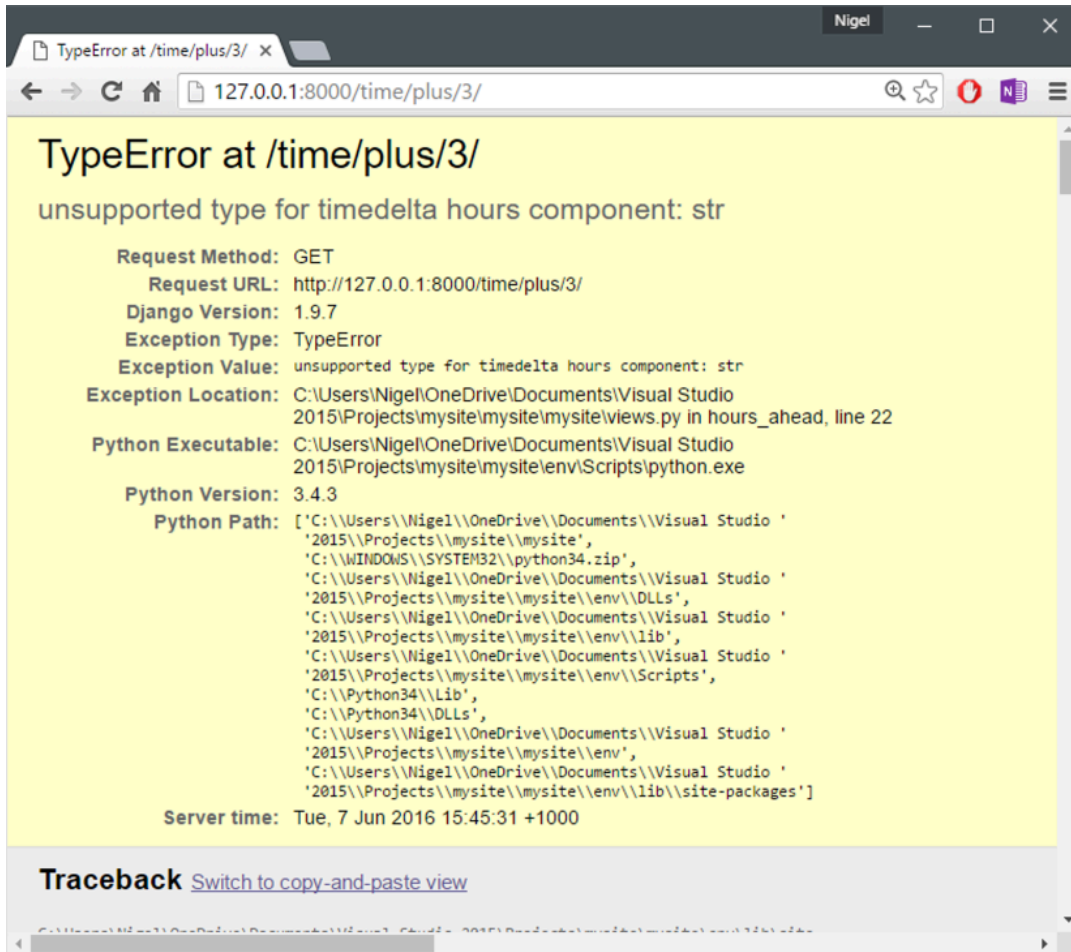 Nigel
TypeError at /time/plus/3/
127.0.0.1:8000/time/plus/3/
N
TypeError at /time/plus/3/
unsupported type for timedelta hours component: str
Request Method: GET
Request URL: http://127.0.0.1:8000/time/plus/3/
Django Version: 1.9.7
Exception Type: TypeError
Exception Value: unsupported type for timedelta hours component: str
Exception Location: C:\Users\Nigel\OneDrive\Documents\Visual Studio
2015\Projects\mysite\mysite\mysite\views.py in hours_ahead, line 22
Python Executable: C:\Users\Nigel\OneDrive\Documents\Visual Studio
2015\Projects\mysite\mysite\env\Scripts\python.exe
Python Version: 3.4.3
Python Path: ['C:\\Users\\Nigel\\OneDrive\\Documents\\Visual Studio '
'2015\\Projects\\mysite\\mysite',
'C:\\WINDOWS\\SYSTEM32\\python34.zip',
'C:\\Users\\Nigel\\OneDrive\\Documents\\Visual Studio '
'2015\\Projects\\mysite\\mysite\\env\\DLLs',
'C:\\Users\\Nigel\\OneDrive\\Documents\\Visual Studio '
'2015\\Projects\\mysite\\mysite\\env\\lib',
'C:\\Users\\Nigel\\OneDrive\\Documents\\Visual Studio '
'2015\\Projects\\mysite\\mysite\\env\\Scripts',
'C:\\Python34\\Lib',
'C:\\Python34\\DLLs',
'C:\\Users\\Nigel\\OneDrive\\Documents\\Visual Studio '
'2015\\Projects\\mysite\\mysite\\env',
'C:\\Users\\Nigel\\OneDrive\\Documents\\Visual Studio '
'2015\\Projects\\mysite\\mysite\\env\\lib\\site-packages']
Server time: Tue, 7 Jun 2016 15:45:31 +1000
Traceback Switch to copy-and-paste view